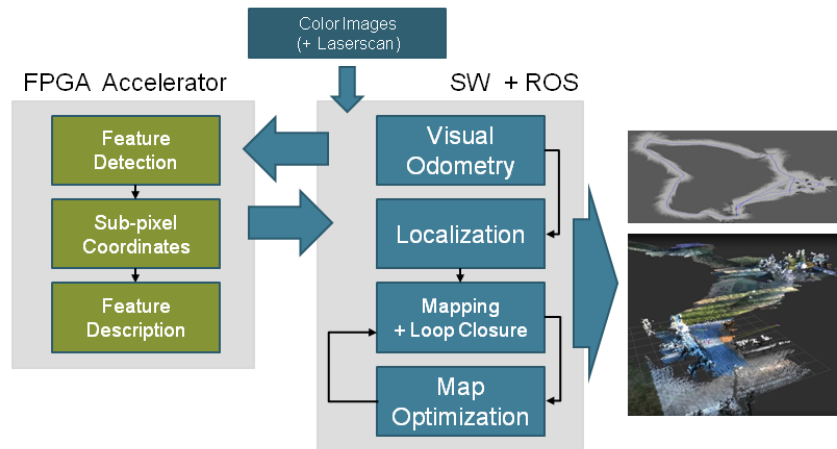 Color Images
(+ Laserscan)
FPGA Accelerator
SW + ROS
Feature
Detection
Sub-pixel
Coordinates
Feature
Description
Visual
Odometry
Localization
Mapping
+ Loop Closure
Map
Optimization